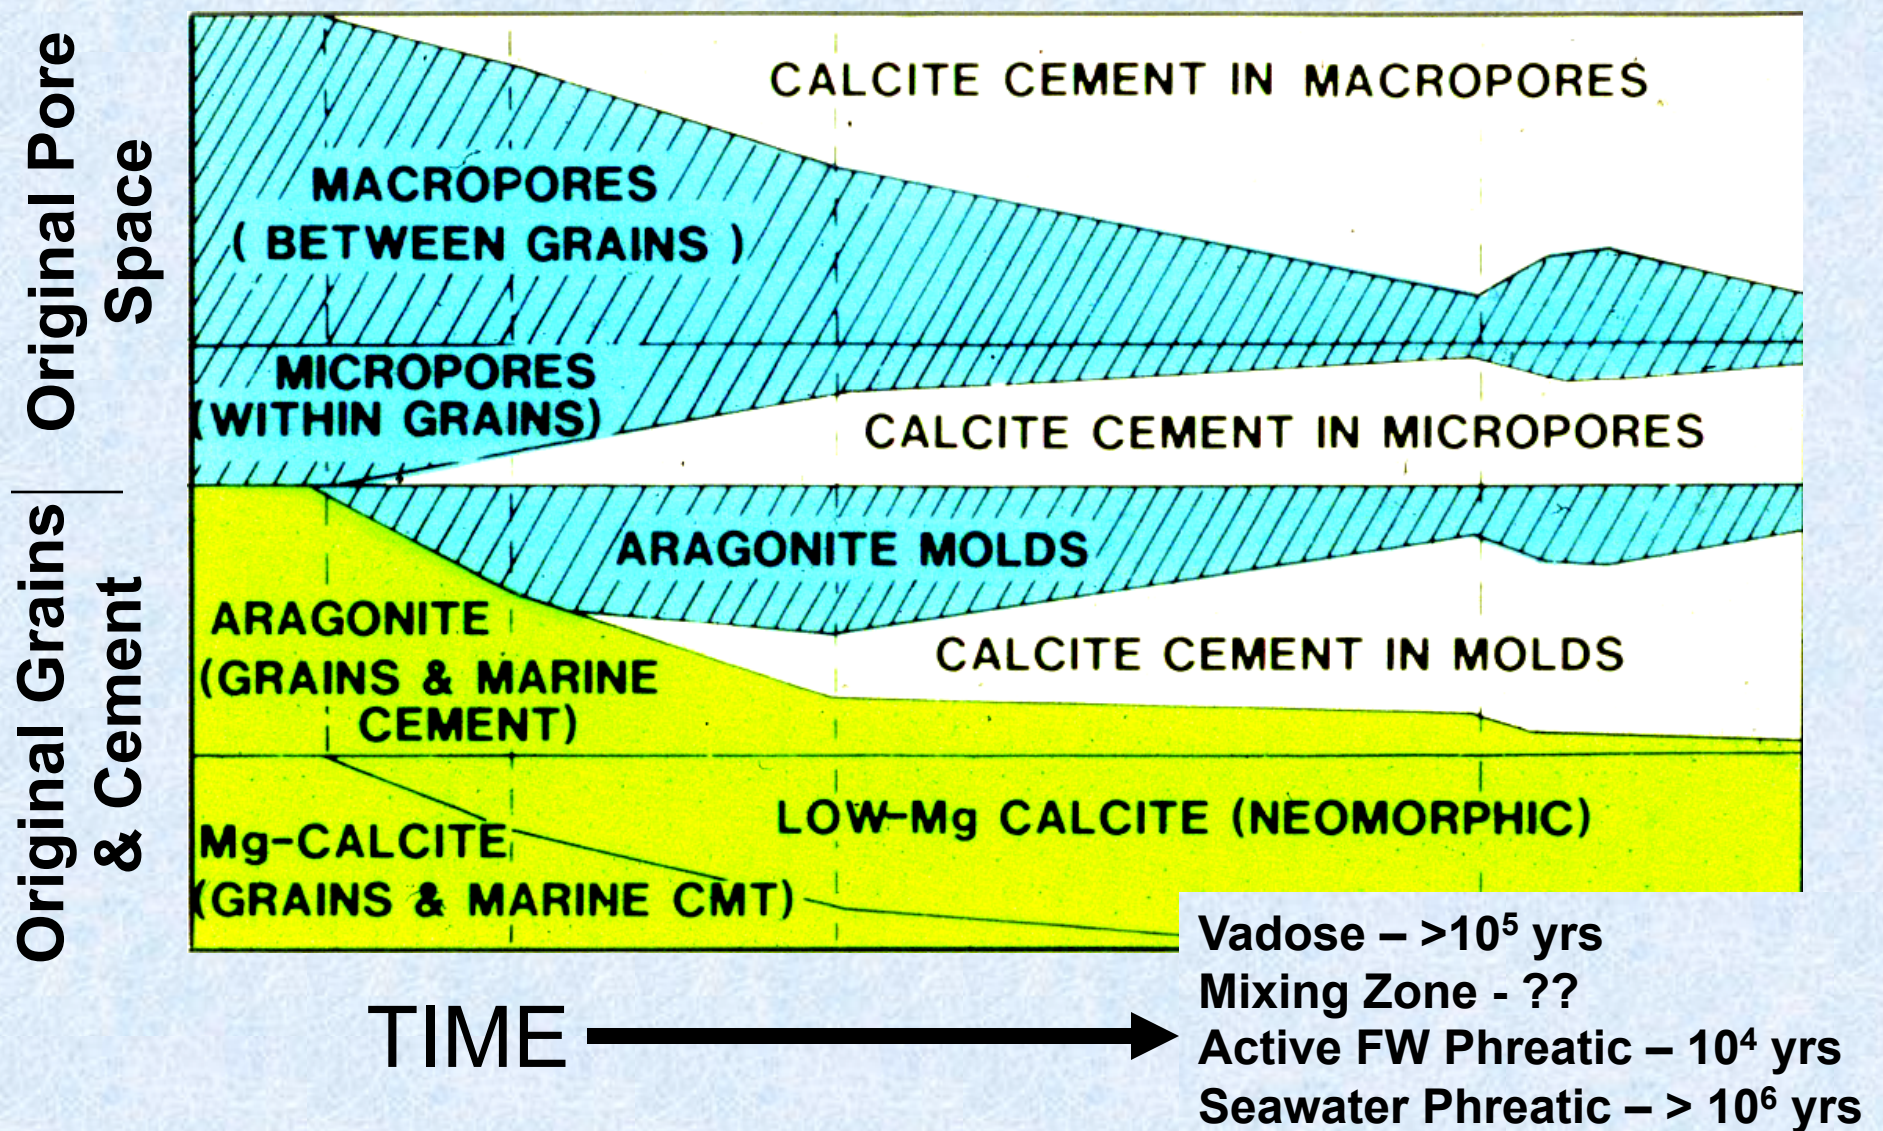 Original Pore
Space
Original Grains
& Cement
CALCITE CEMENT IN MACROPORES
MACROPORES
( BETWEEN GRAINS )
MICROPORES
(WITHIN GRAINS)
CALCITE CEMENT IN MICROPORES
ARAGONITE MOLDS
ARAGONITE
(GRAINS & MARINE
CEMENT)
CALCITE CEMENT IN MOLDS
LOW-Mg CALCITE (NEOMORPHIC)
Mg-CALCITE
(GRAINS & MARINE CMT)
TIME
Vadose – >10⁵ yrs
Mixing Zone - ??
Active FW Phreatic – 10⁴ yrs
Seawater Phreatic – > 10⁶ yrs